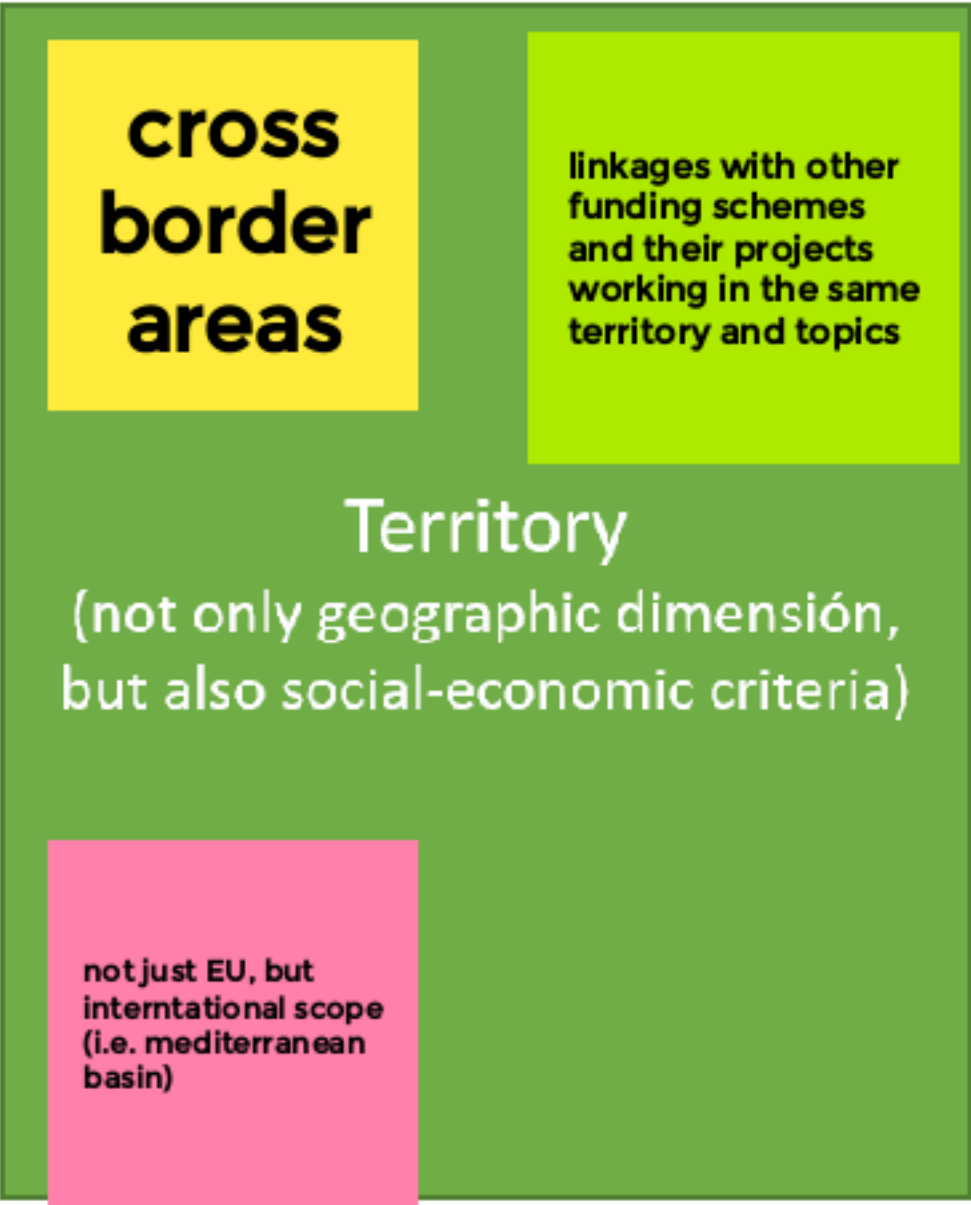 cross
border
areas
linkages with other
funding schemes
and their projects
working in the same
territory and topics
Territory
(not only geographic dimensión,
but also social-economic criteria)
not just EU, but
interntational scope
(i.e. mediterranean
basin)